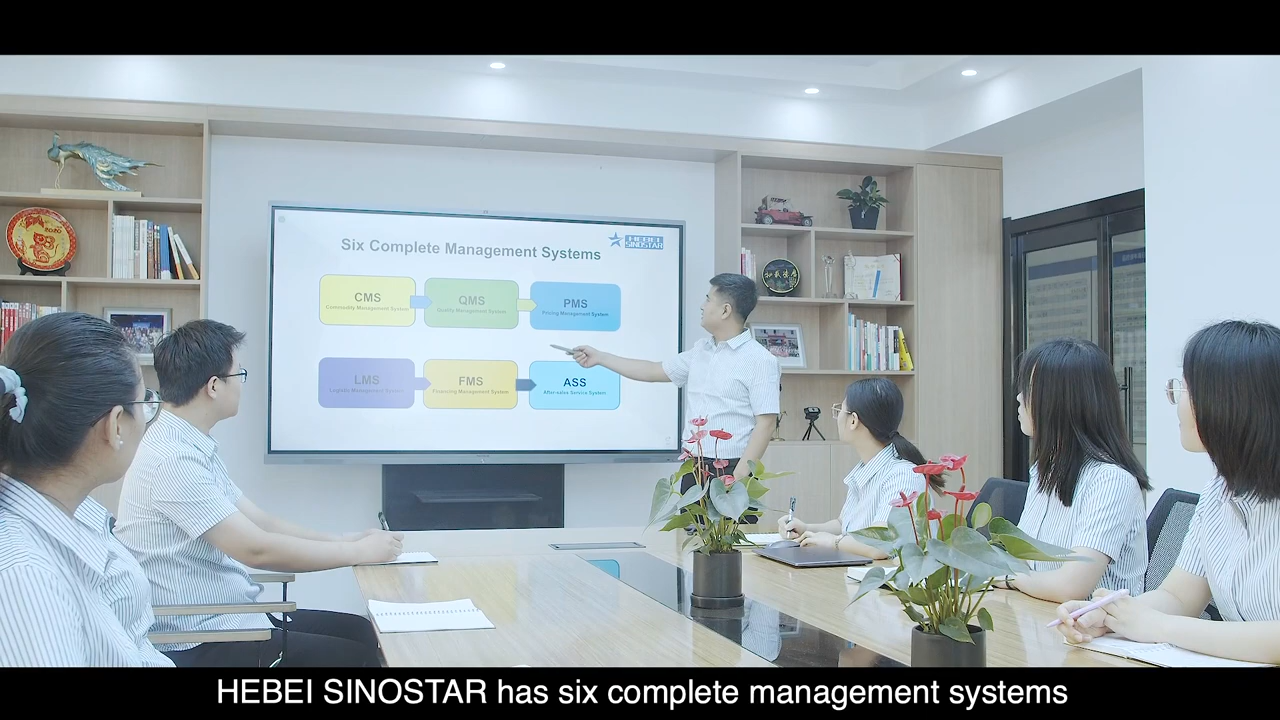 Six Complete Management Systems
HEBEI
SINOSTAR
CMS
Commodity Management System
QMS
Quality Management System
PMS
Pricing Management System
LMS
Logistic Management System
FMS
Financing Management System
ASS
After-sales Service System
2020
HEBEI SINOSTAR has six complete management systems